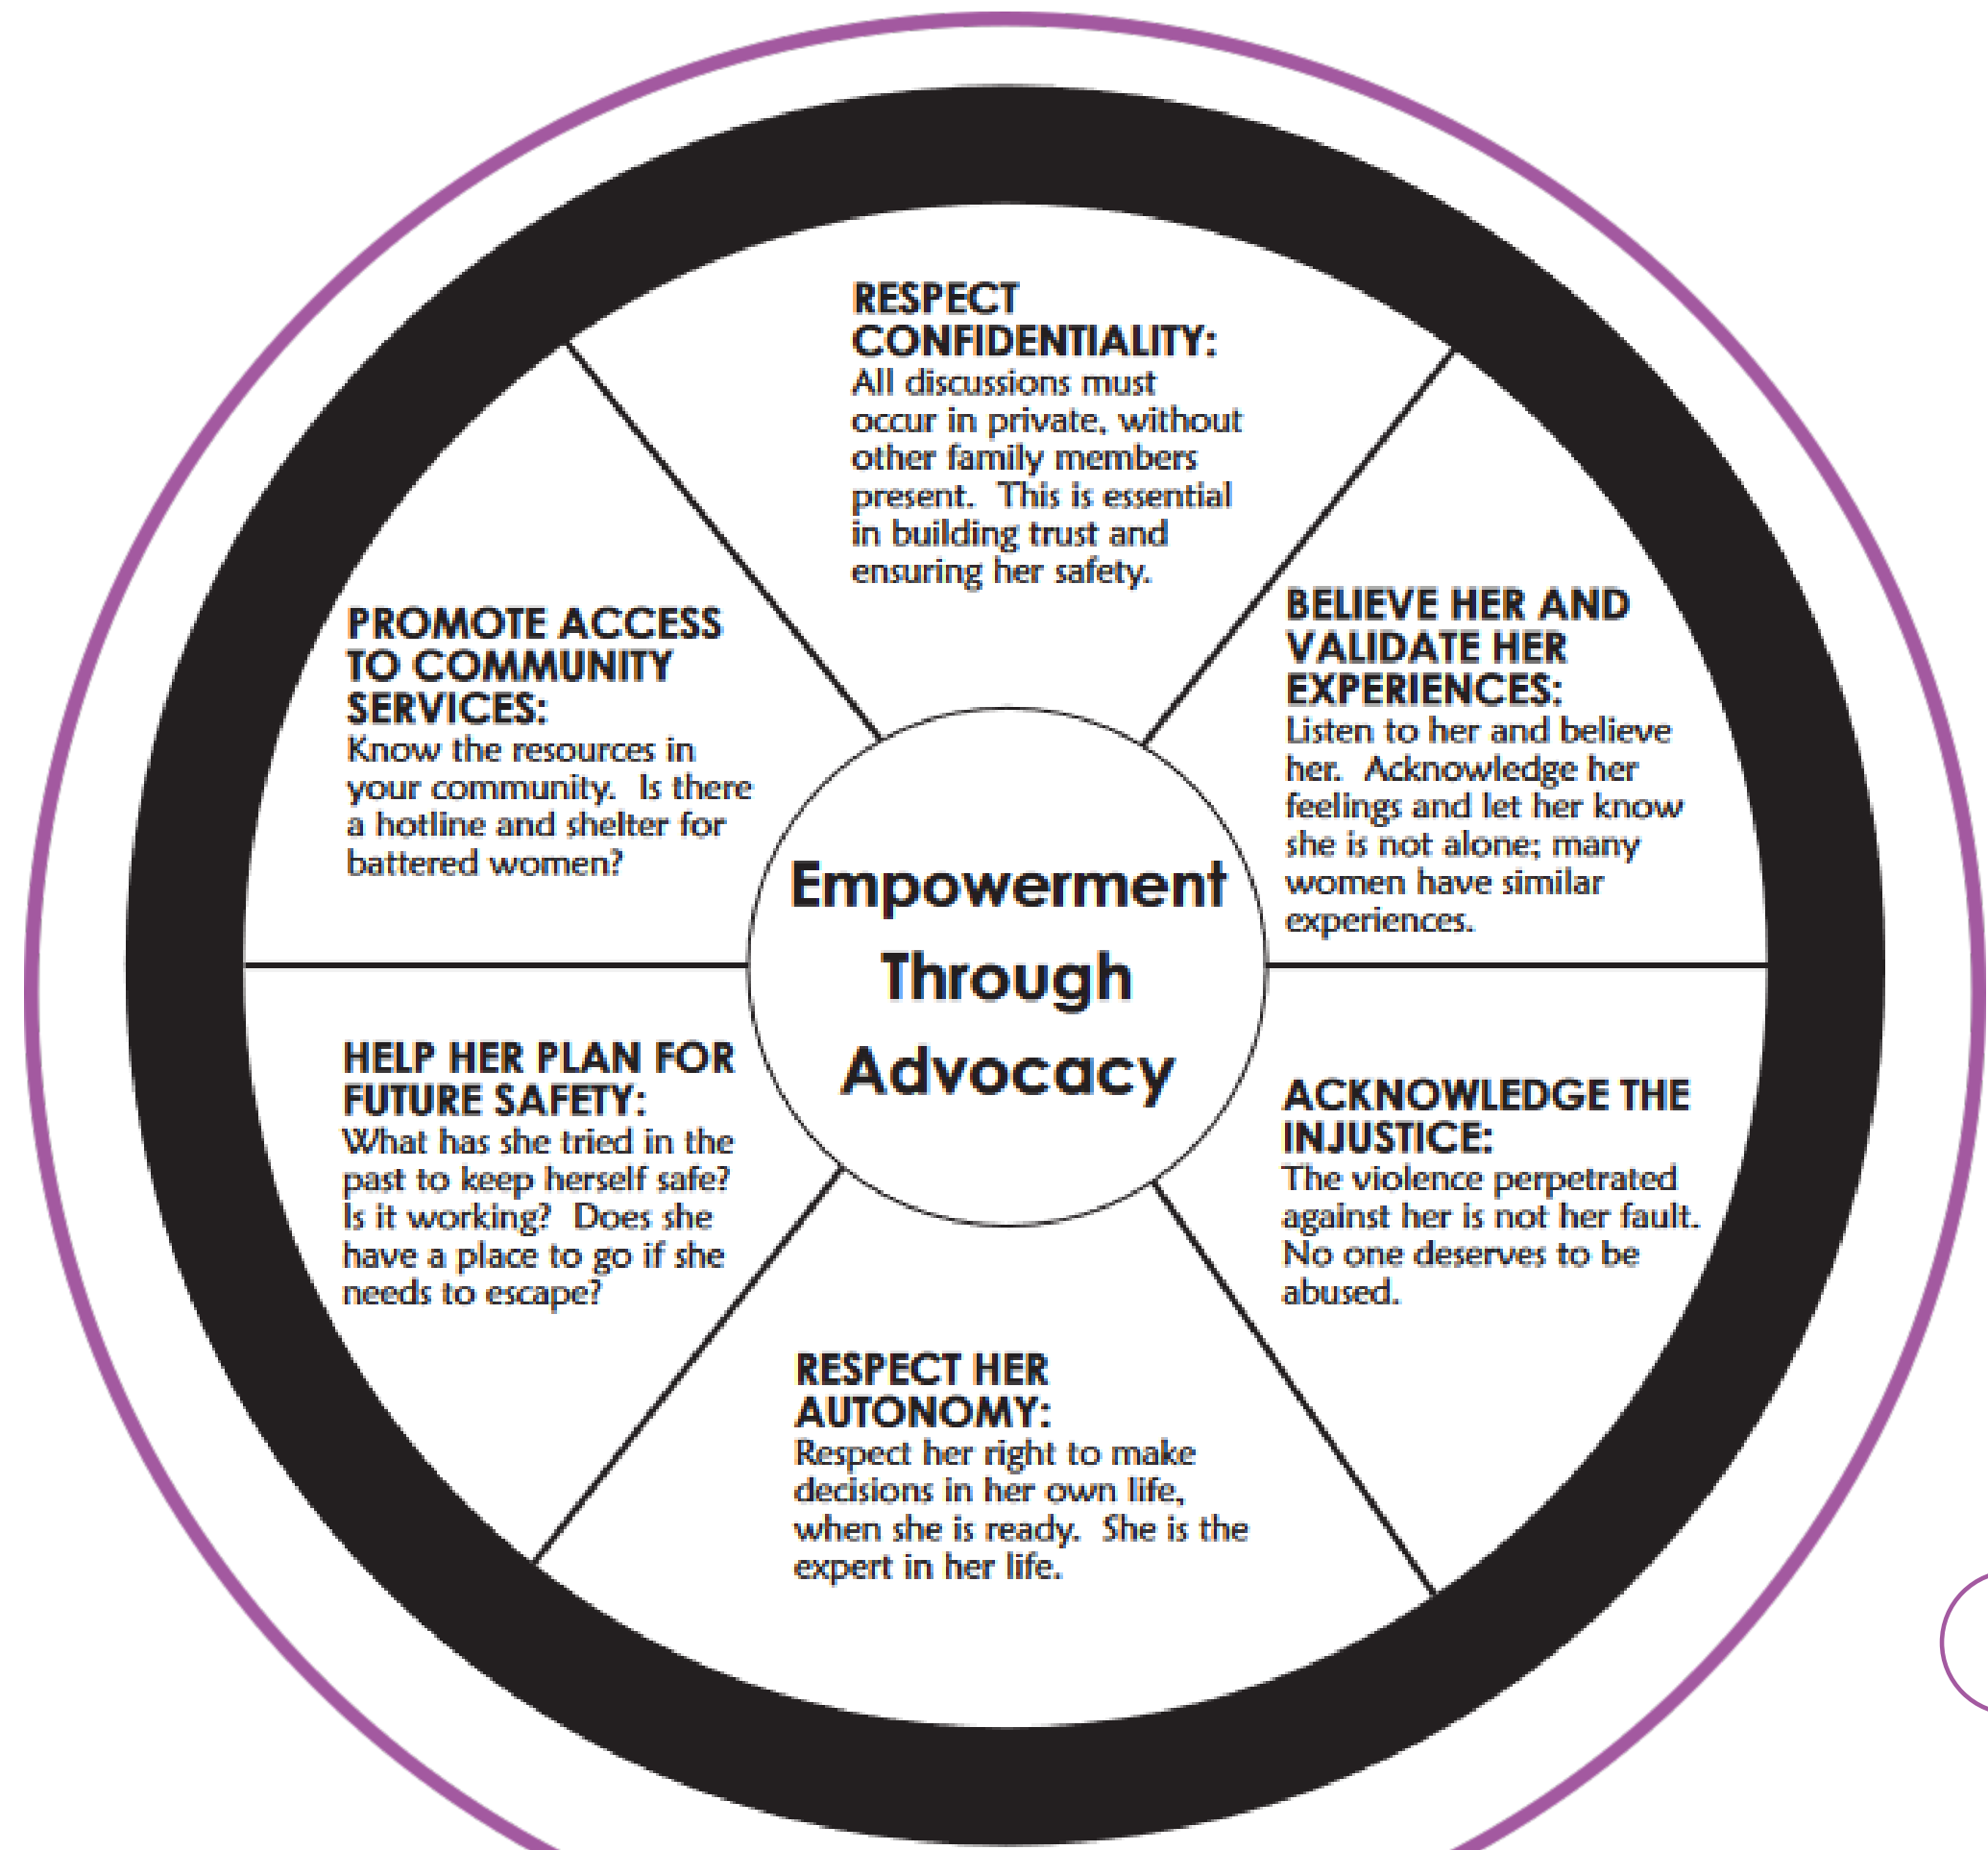 RESPECT
CONFIDENTIALITY:
All discussions must
occur in private, without
other family members
present.  This is essential
in building trust and
ensuring her safety.
BELIEVE HER AND
VALIDATE HER
EXPERIENCES:
Listen to her and believe
her.  Acknowledge her
feelings and let her know
she is not alone; many
women have similar
experiences.
ACKNOWLEDGE THE
INJUSTICE:
The violence perpetrated
against her is not her fault.
No one deserves to be
abused.
RESPECT HER
AUTONOMY:
Respect her right to make
decisions in her own life,
when she is ready.  She is the
expert in her life.
HELP HER PLAN FOR
FUTURE SAFETY:
What has she tried in the
past to keep herself safe?
Is it working?  Does she
have a place to go if she
needs to escape?
PROMOTE ACCESS
TO COMMUNITY
SERVICES:
Know the resources in
your community.  Is there
a hotline and shelter for
battered women?
Empowerment
Through
Advocacy